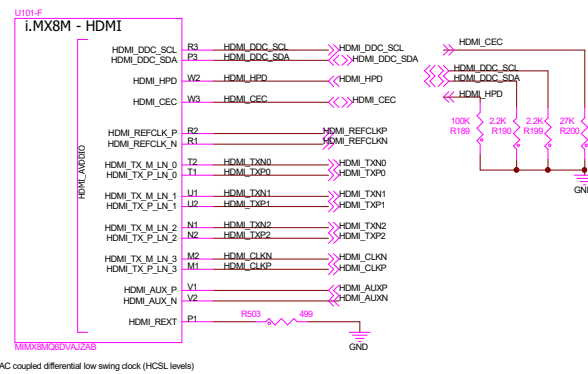 U101-F
i.MX8M - HDMI
HDMI_AVDDIO
HDMI_DDC_SCL R3 HDMI_DDC_SCL HDMI_DDC_SCL
HDMI_DDC_SDA P3 HDMI_DDC_SDA HDMI_DDC_SDA
HDMI_HPD W2 HDMI_HPD HDMI_HPD
HDMI_CEC W3 HDMI_CEC HDMI_CEC
HDMI_REFCLK_P R2 HDMI_REFCLKP
HDMI_REFCLK_N R1 HDMI_REFCLKN
HDMI_TX_M_LN_0 T2 HDMI_TXN0 HDMI_TXN0
HDMI_TX_P_LN_0 T1 HDMI_TXP0 HDMI_TXP0
HDMI_TX_M_LN_1 U1 HDMI_TXN1 HDMI_TXN1
HDMI_TX_P_LN_1 U2 HDMI_TXP1 HDMI_TXP1
HDMI_TX_M_LN_2 N1 HDMI_TXN2 HDMI_TXN2
HDMI_TX_P_LN_2 N2 HDMI_TXP2 HDMI_TXP2
HDMI_TX_M_LN_3 M2 HDMI_CLKN HDMI_CLKN
HDMI_TX_P_LN_3 M1 HDMI_CLKP HDMI_CLKP
HDMI_AUX_P V1 HDMI_AUXP
HDMI_AUX_N V2 HDMI_AUXN
HDMI_REXT P1 R503 499
GND
MIMX8MQ6DVAJZAB
AC coupled differential low swing clock (HCSL levels)
HDMI_CEC
HDMI_DDC_SCL
HDMI_DDC_SDA
HDMI_HPD
100K 2.2K 2.2K 27K
R189 R190 R199 R200
GND